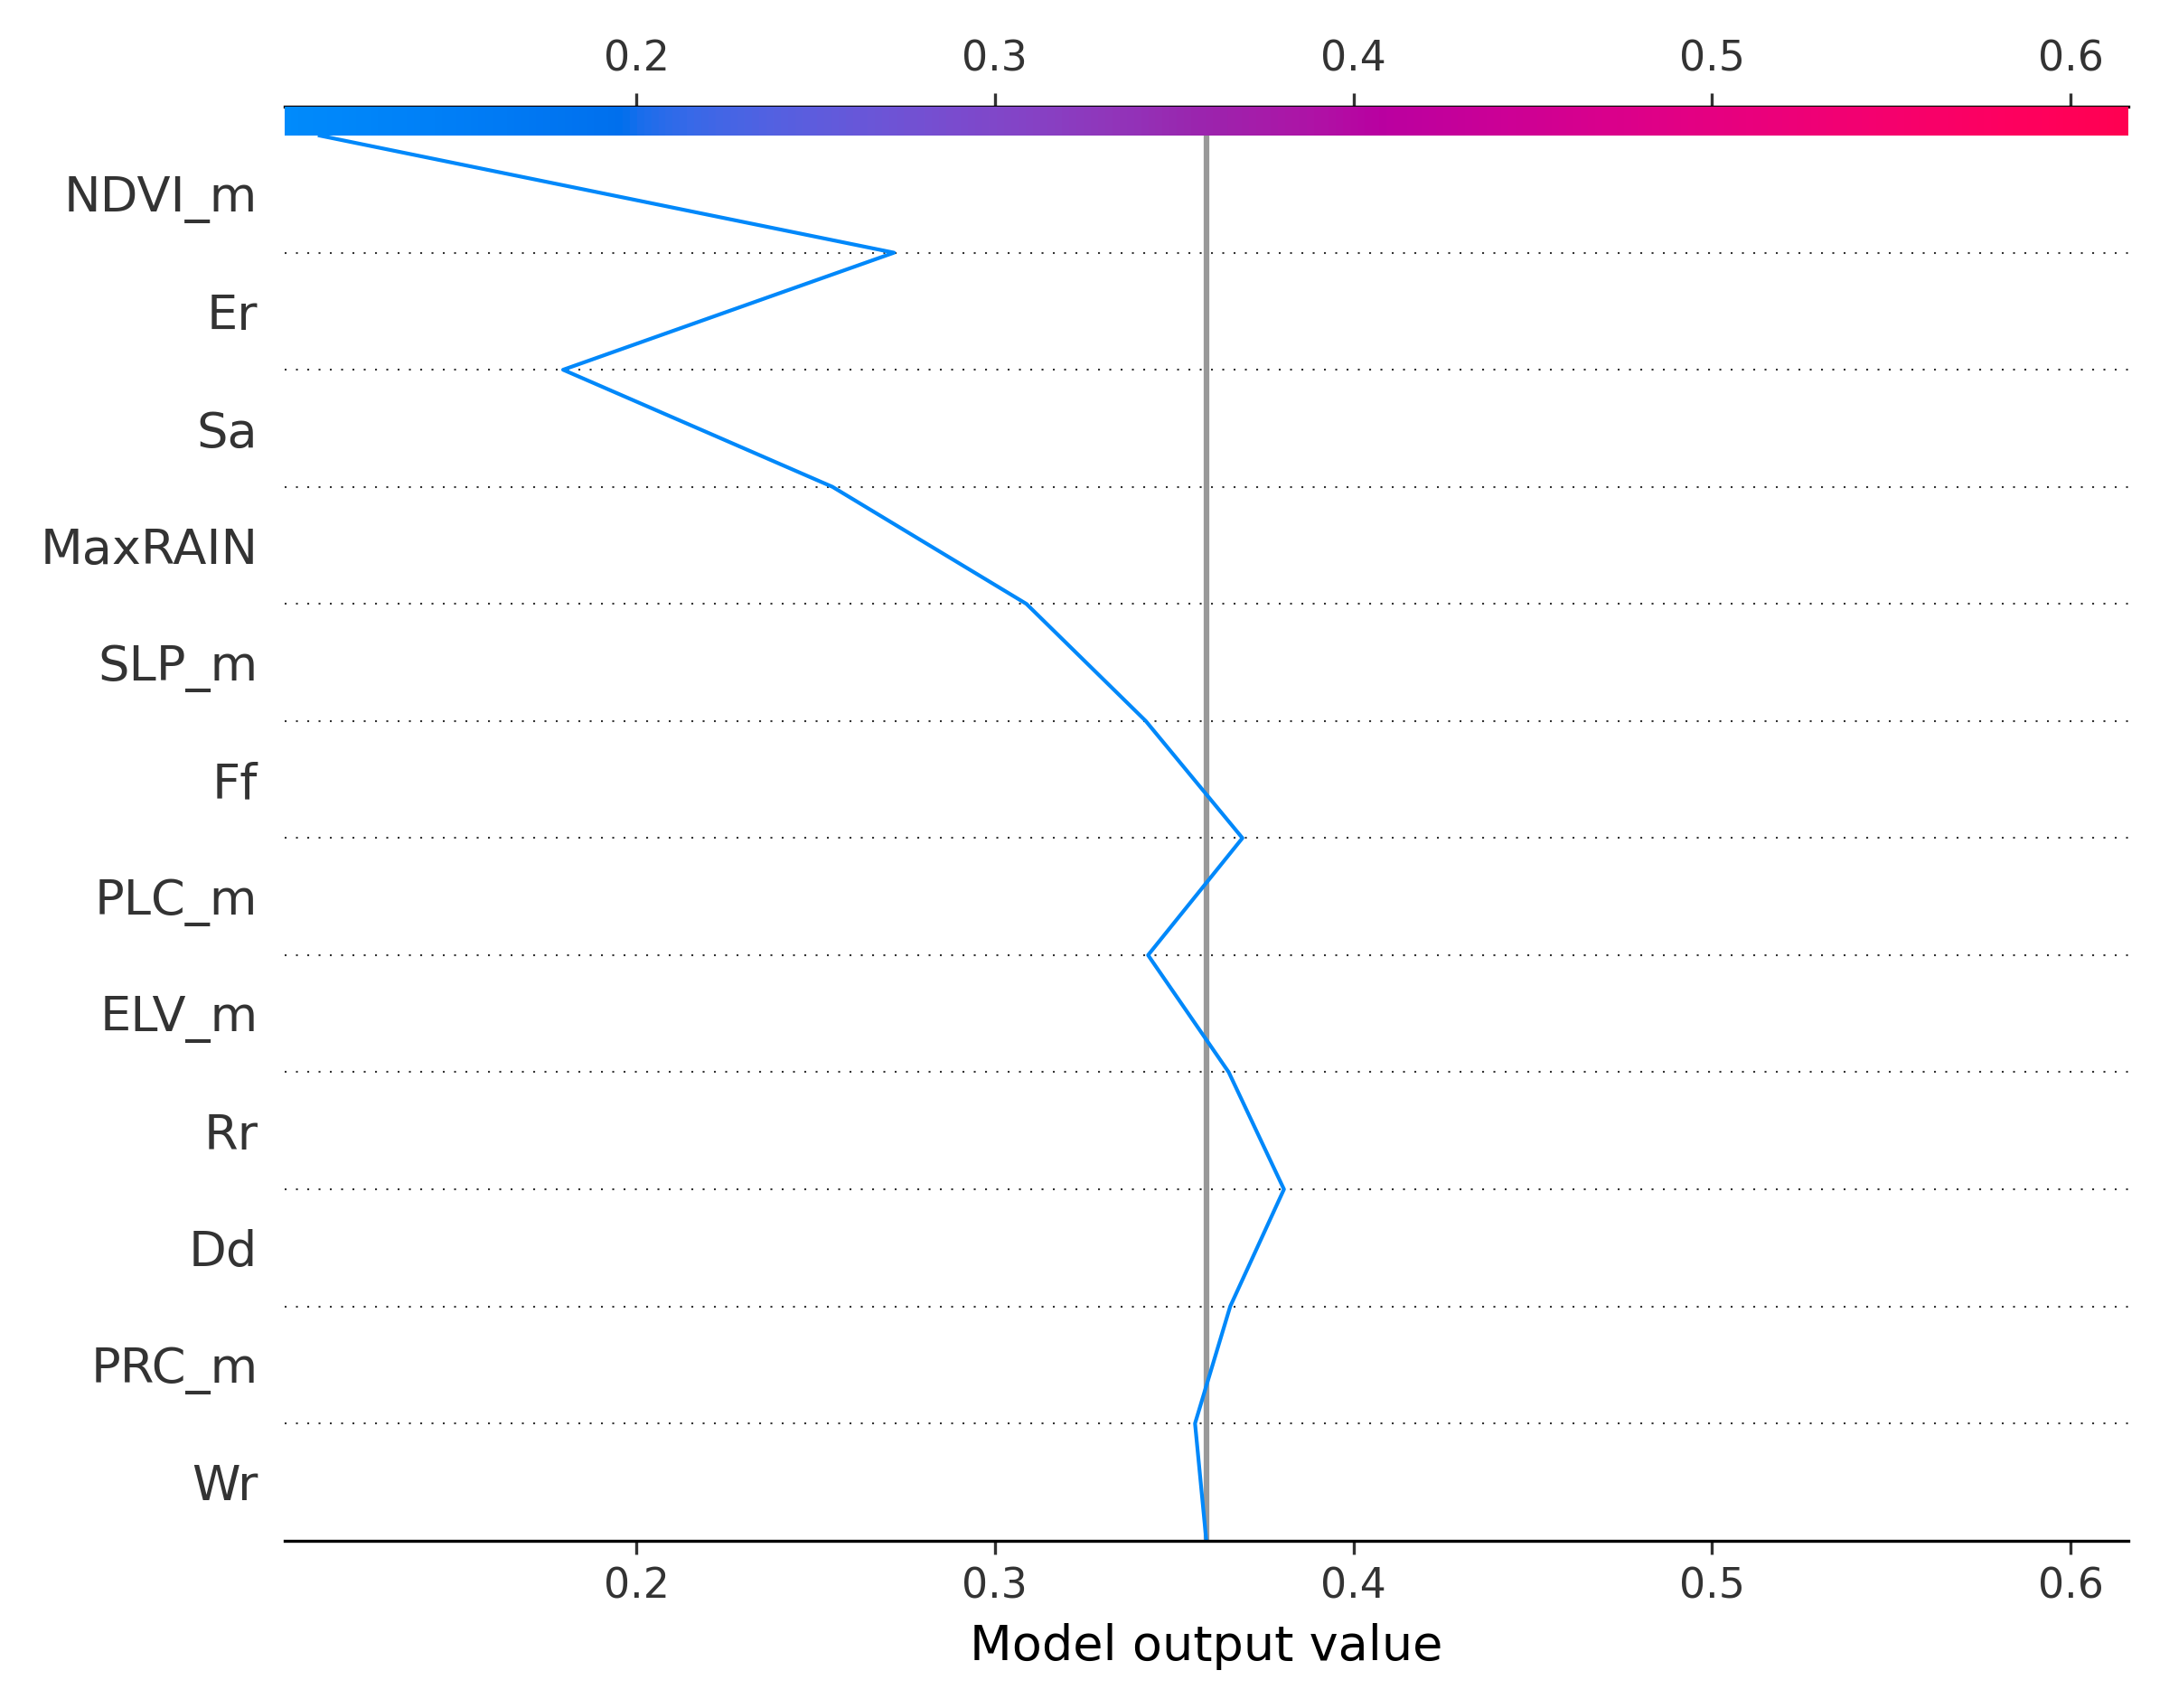 0.2 0.3 0.4 0.5 0.6
NDVI_m
Er
Sa
MaxRAIN
SLP_m
Ff
PLC_m
ELV_m
Rr
Dd
PRC_m
Wr
0.2 0.3 0.4 0.5 0.6
Model output value